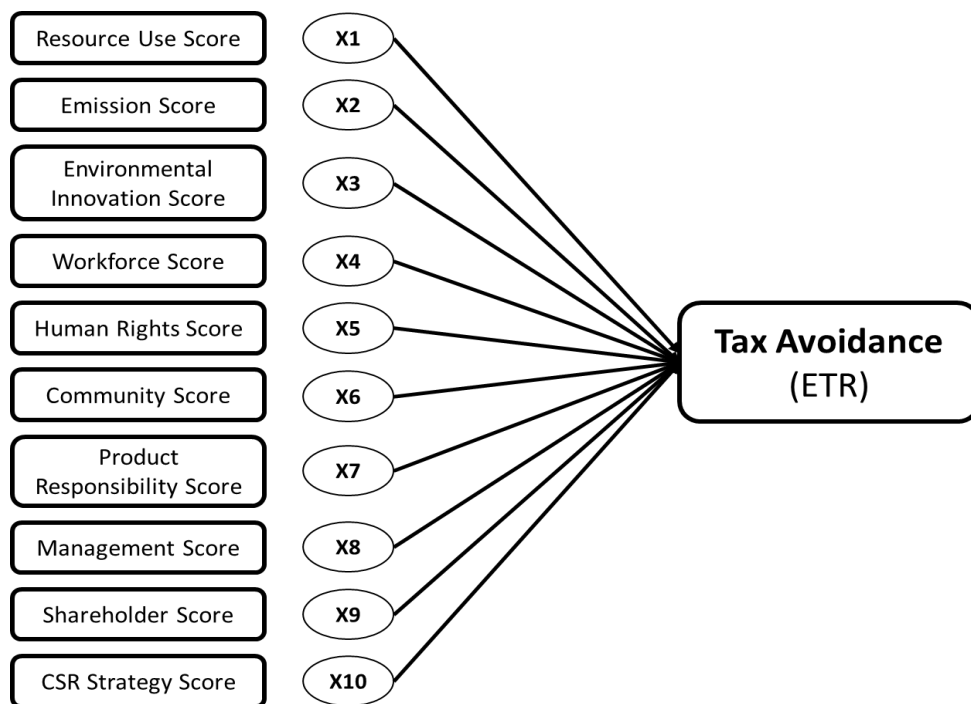 Resource Use Score
X1
Emission Score
X2
Environmental
Innovation Score
X3
Workforce Score
X4
Human Rights Score
X5
Community Score
X6
Product
Responsibility Score
X7
Management Score
X8
Shareholder Score
X9
CSR Strategy Score
X10
Tax Avoidance
(ETR)